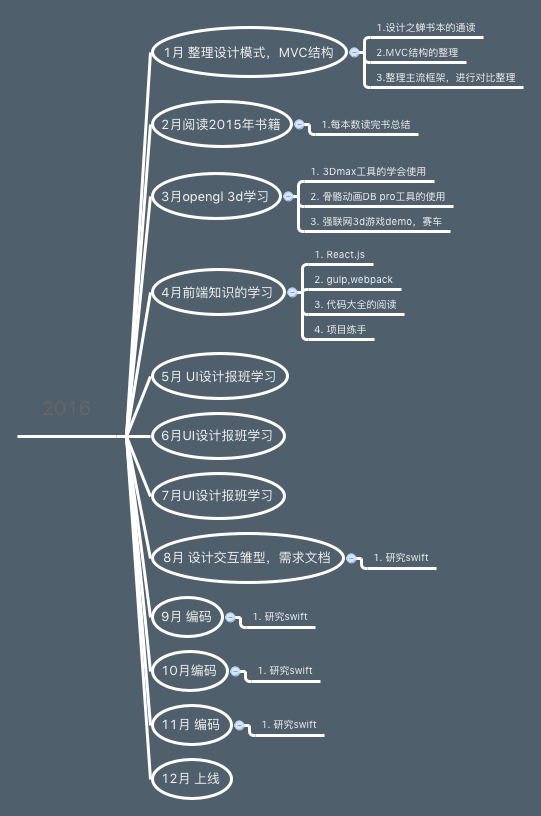 2016
1月 整理设计模式，MVC结构
1.设计之蝉书本的通读
2.MVC结构的整理
3.整理主流框架，进行对比整理
2月阅读2015年书籍
1.每本数读完书总结
3月opengl 3d学习
1. 3Dmax工具的学会使用
2. 骨骼动画DB pro工具的使用
3. 强联网3d游戏demo，赛车
4月前端知识的学习
1. React.js
2. gulp,webpack
3. 代码大全的阅读
4. 项目练手
5月 UI设计报班学习
6月UI设计报班学习
7月UI设计报班学习
8月 设计交互雏型，需求文档
1. 研究swift
9月 编码
1. 研究swift
10月编码
1. 研究swift
11月 编码
1. 研究swift
12月 上线